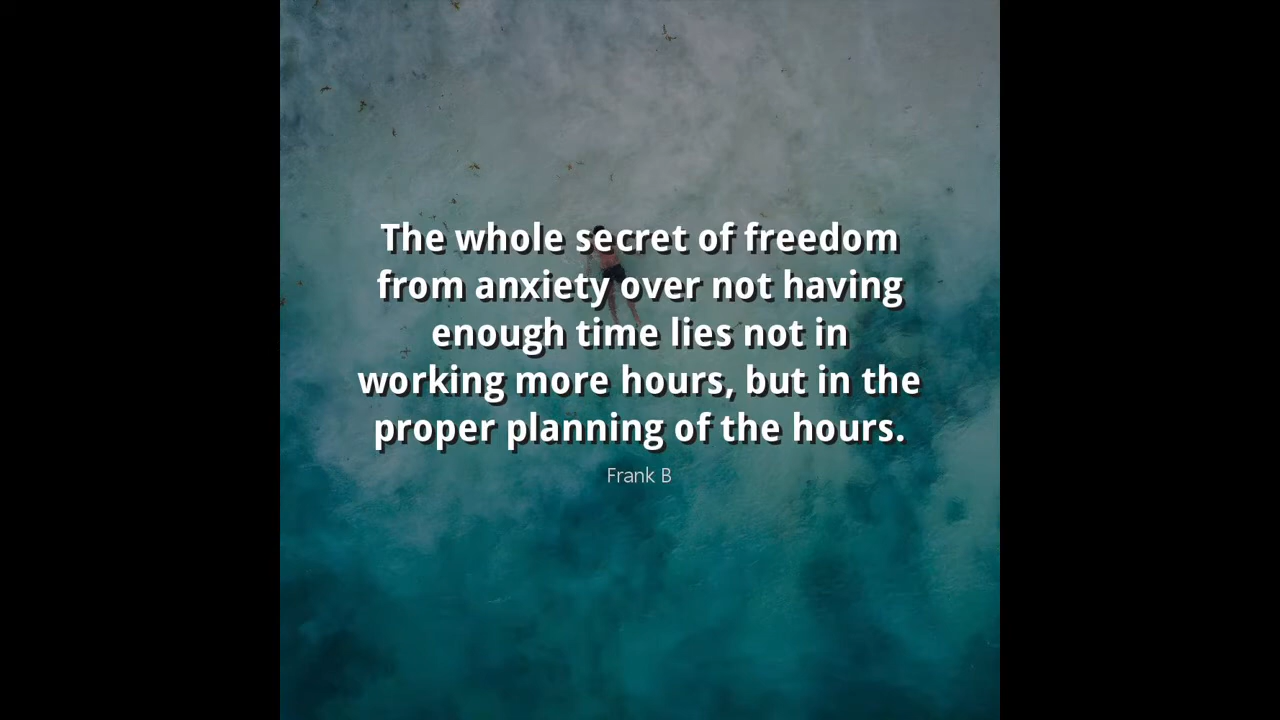 The whole secret of freedom
from anxiety over not having
enough time lies not in
working more hours, but in the
proper planning of the hours.
Frank B